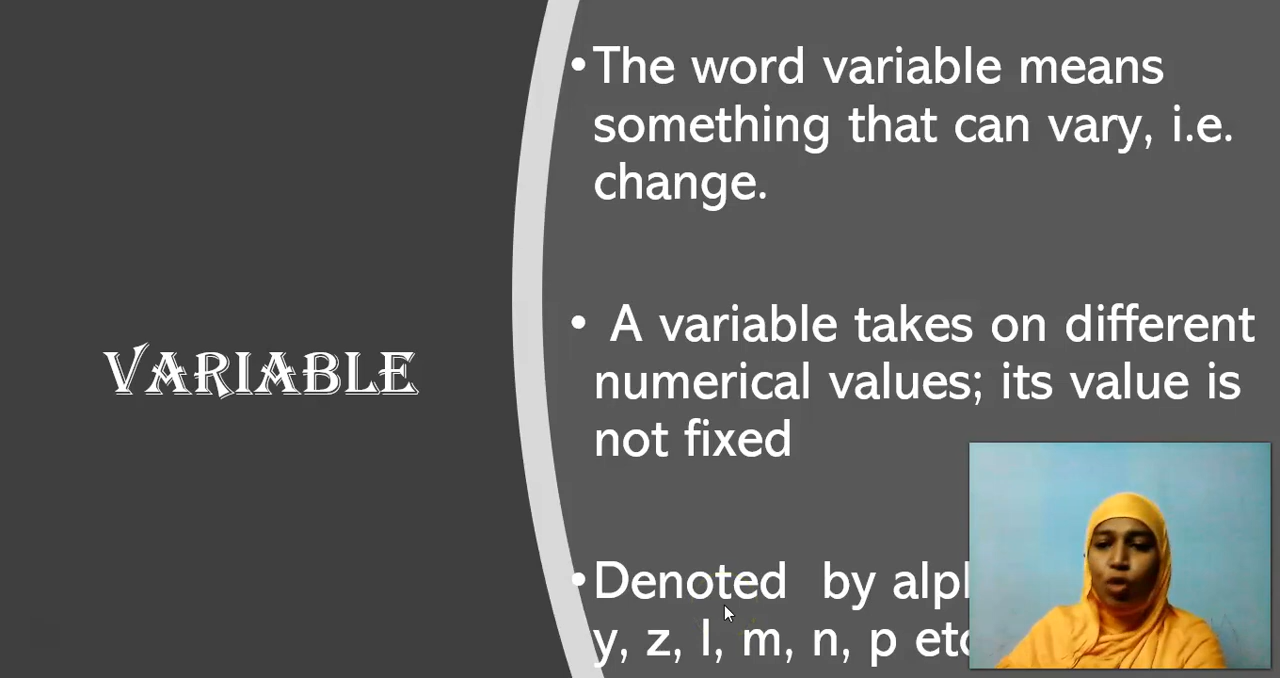 VARIABLE
•The word variable means
something that can vary, i.e.
change.
• A variable takes on different
numerical values; its value is
not fixed
•Denoted by
y, z, l, m, n, p